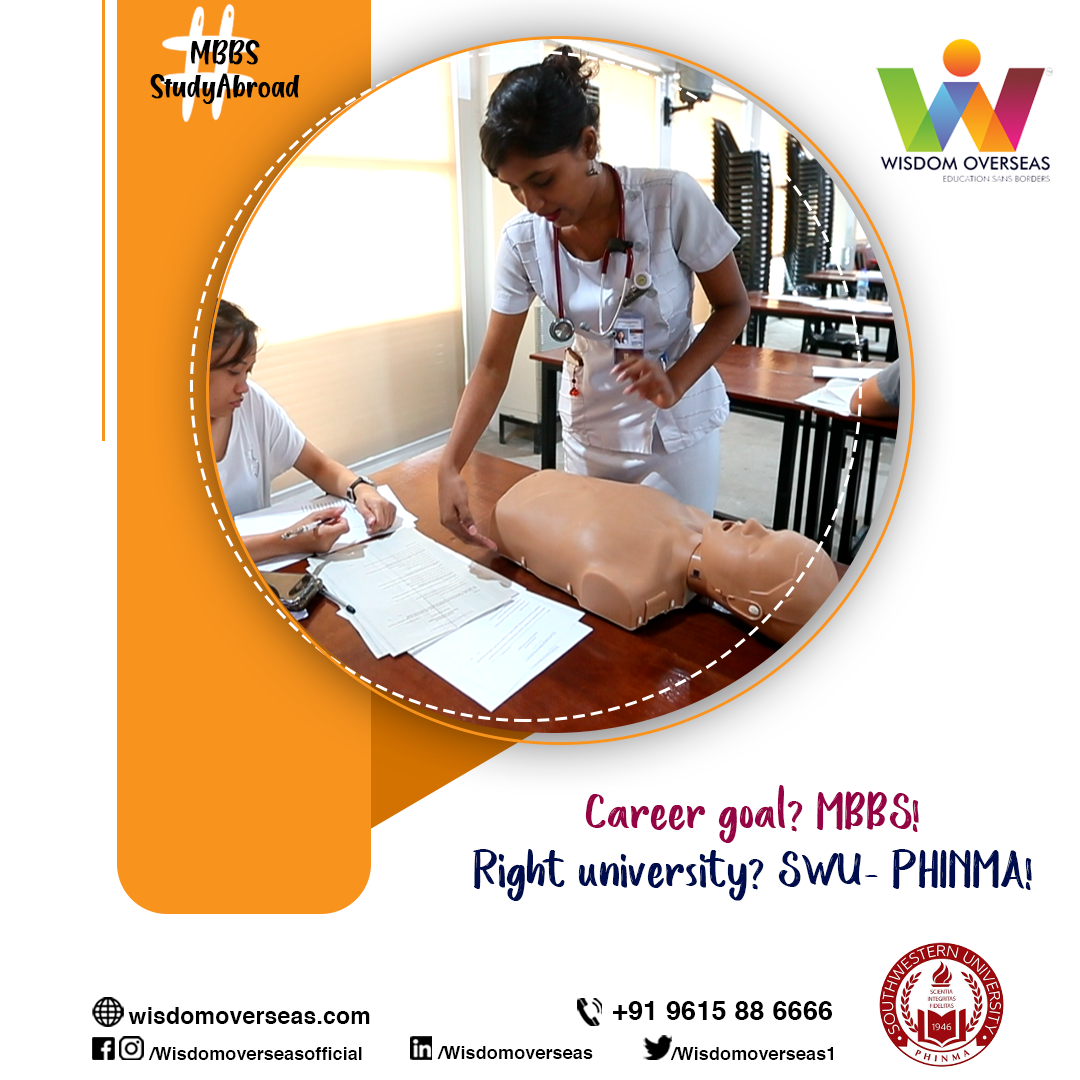 #
MBBS
StudyAbroad
WISDOM OVERSEAS
EDUCATION SANS BORDERS
Career goal? MBBS!
Right university? SWU- PHINMA!
wisdomoverseas.com
+91 9615 88 6666
/Wisdomoverseasofficial
/Wisdomoverseas
/Wisdomoverseas1
SOUTHWESTERN UNIVERSITY
SCIENTIA
INTEGRITAS
FIDELITAS
1946
PHINMA